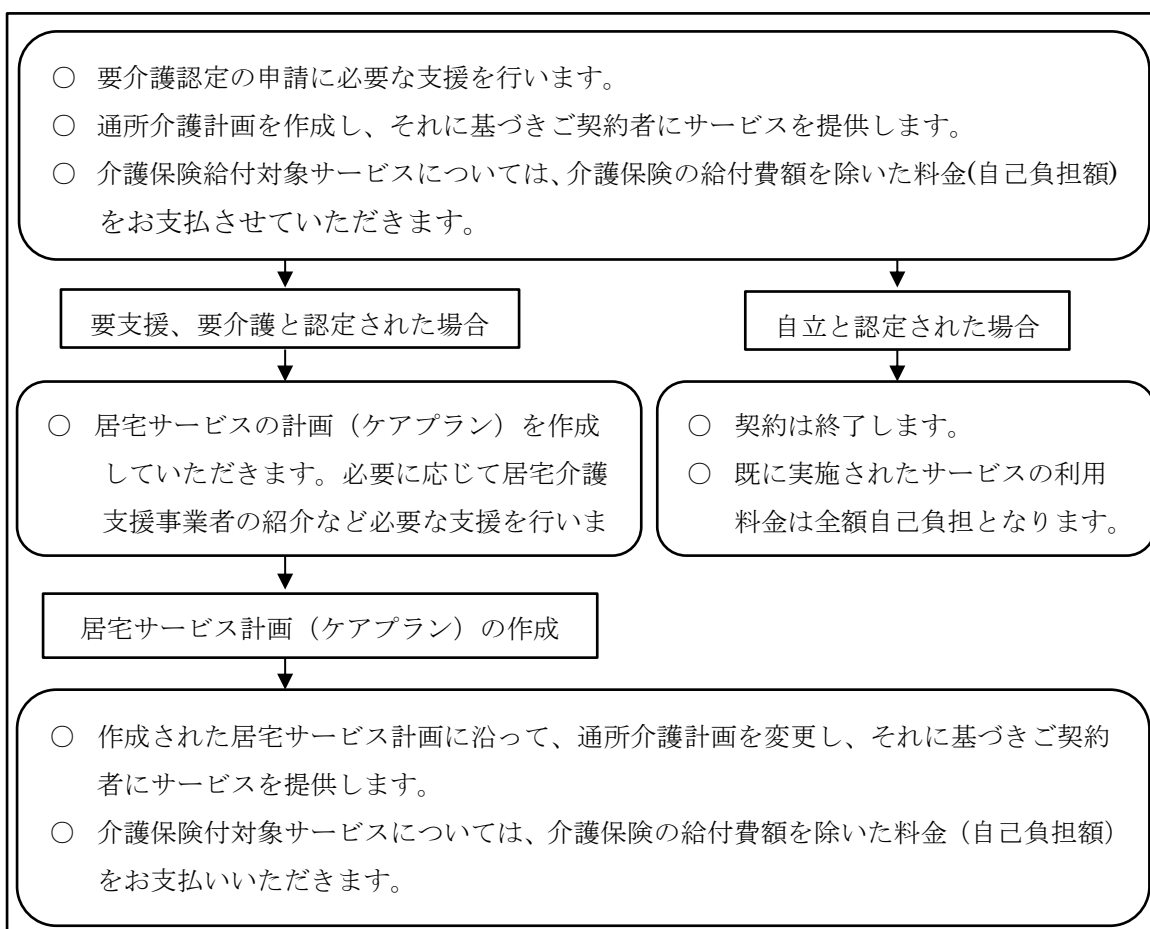 ○ 要介護認定の申請に必要な支援を行います。
○ 通所介護計画を作成し、それに基づきご契約者にサービスを提供します。
○ 介護保険給付対象サービスについては、介護保険の給付費額を除いた料金(自己負担額)
をお支払させていただきます。
要支援、要介護と認定された場合
自立と認定された場合
○ 居宅サービスの計画（ケアプラン）を作成
していただきます。必要に応じて居宅介護
支援事業者の紹介など必要な支援を行いま
○ 契約は終了します。
○ 既に実施されたサービスの利用
料金は全額自己負担となります。
居宅サービス計画（ケアプラン）の作成
○ 作成された居宅サービス計画に沿って、通所介護計画を変更し、それに基づきご契約
者にサービスを提供します。
○ 介護保険付対象サービスについては、介護保険の給付費額を除いた料金（自己負担額）
をお支払いいただきます。